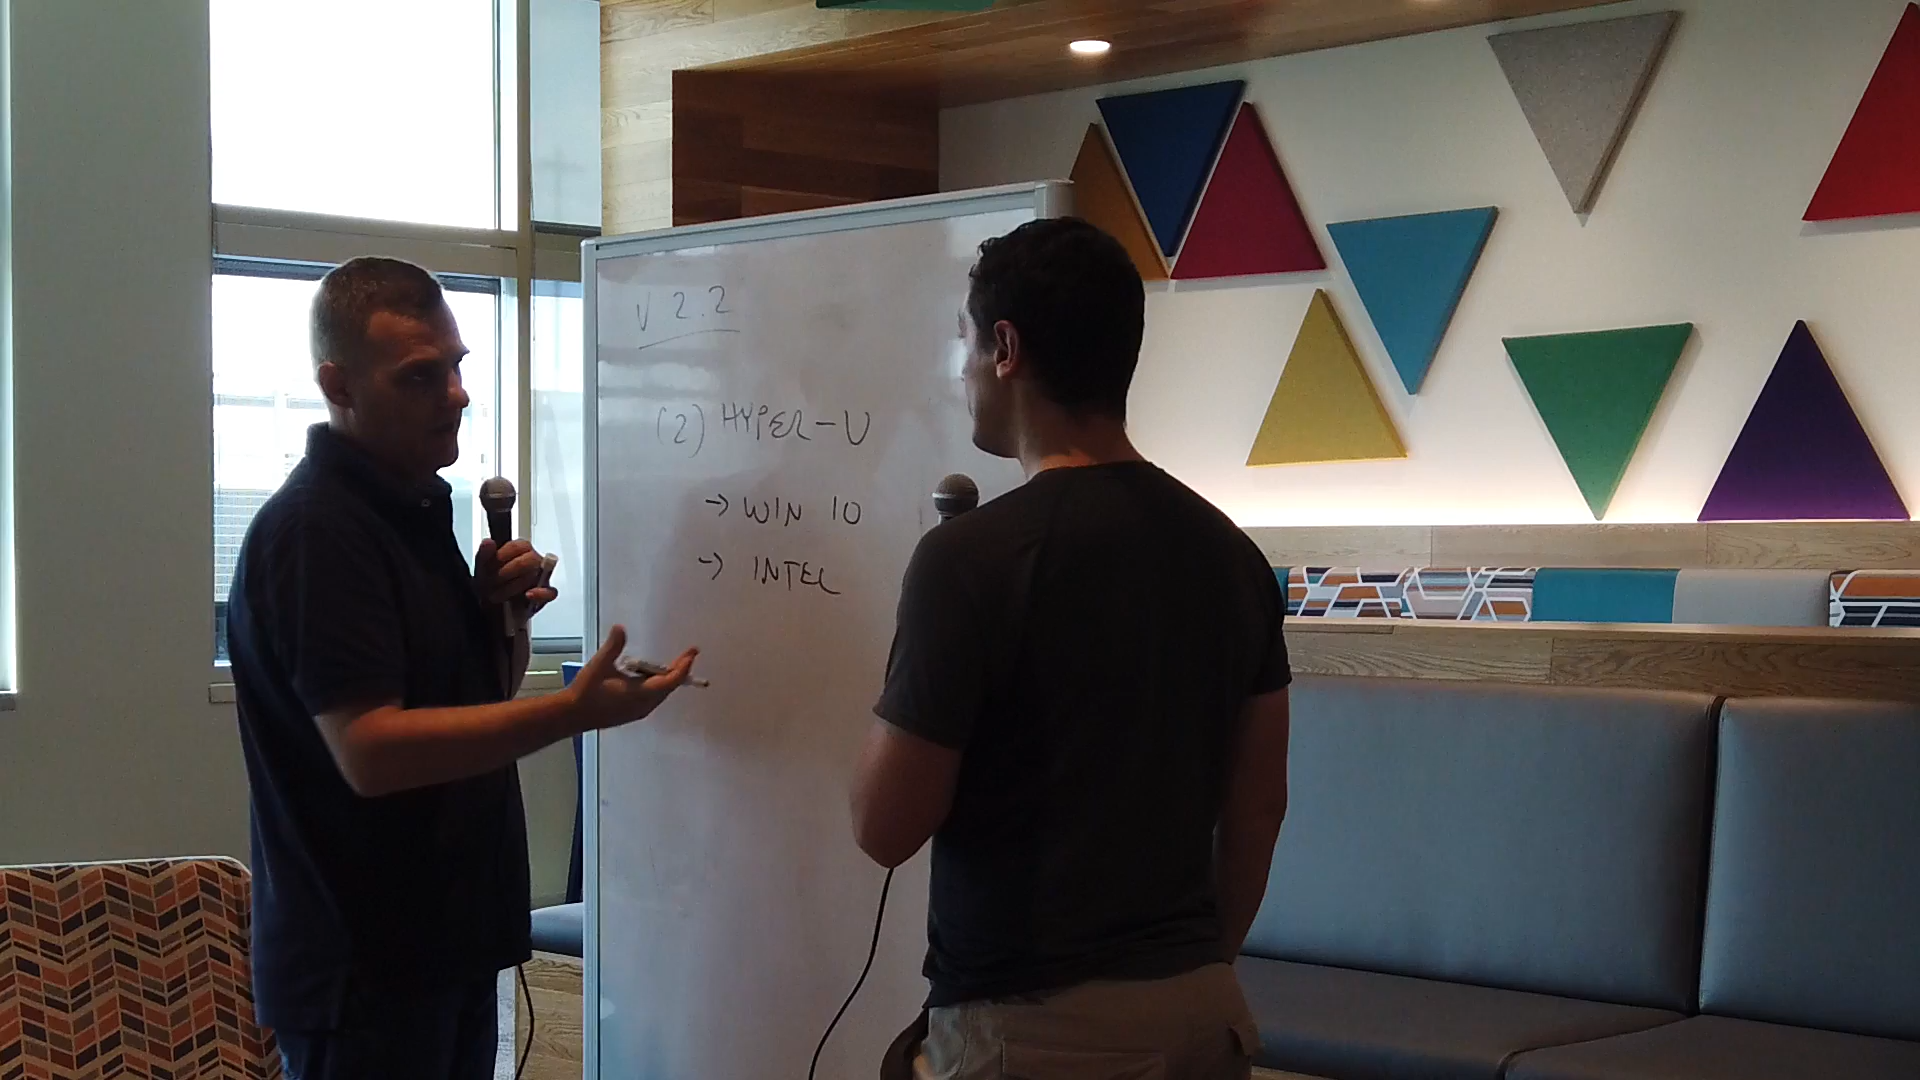 V 2.2
(2) HYPER-V
→ WIN 10
→ INTEL